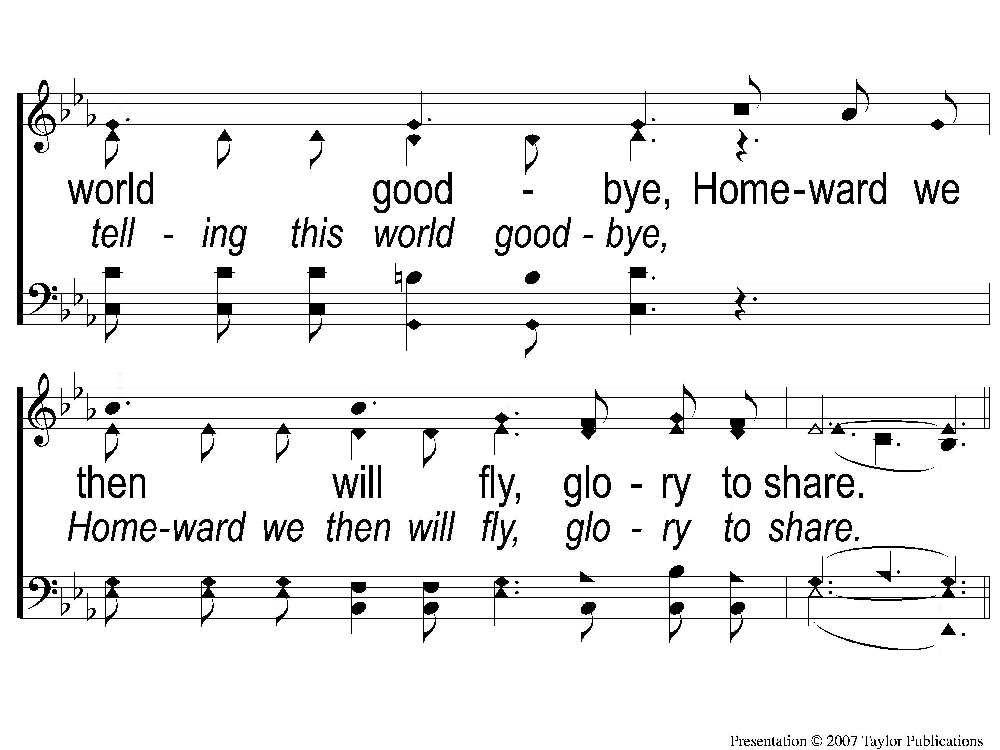 world good - bye, Home-ward we
tell - ing this world good - bye,
then will fly, glo - ry to share.
Home-ward we then will fly, glo - ry to share.
Presentation © 2007 Taylor Publications